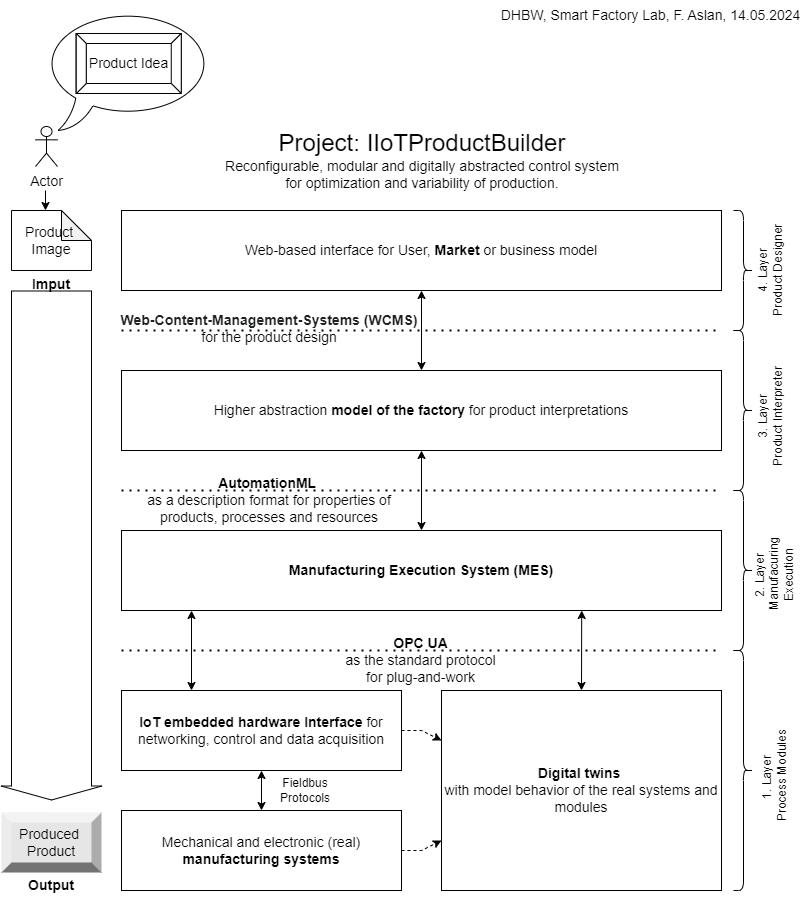 DHBW, Smart Factory Lab, F. Aslan, 14.05.2024
Product Idea
Actor
Project: IIoTProductBuilder
Reconfigurable, modular and digitally abstracted control system
for optimization and variability of production.
Product
Image
Imput
Web-based interface for User, Market or business model
4. Layer
Product Designer
Web-Content-Management-Systems (WCMS)
for the product design
Higher abstraction model of the factory for product interpretations
3. Layer
Product Interpreter
AutomationML
as a description format for properties of
products, processes and resources
Manufacturing Execution System (MES)
2. Layer
Manufacuring
Execution
OPC UA
as the standard protocol
for plug-and-work
IoT embedded hardware Interface for
networking, control and data acquisition
Fieldbus
Protocols
Mechanical and electronic (real)
manufacturing systems
Digital twins
with model behavior of the real systems and
modules
1. Layer
Process Modules
Produced
Product
Output